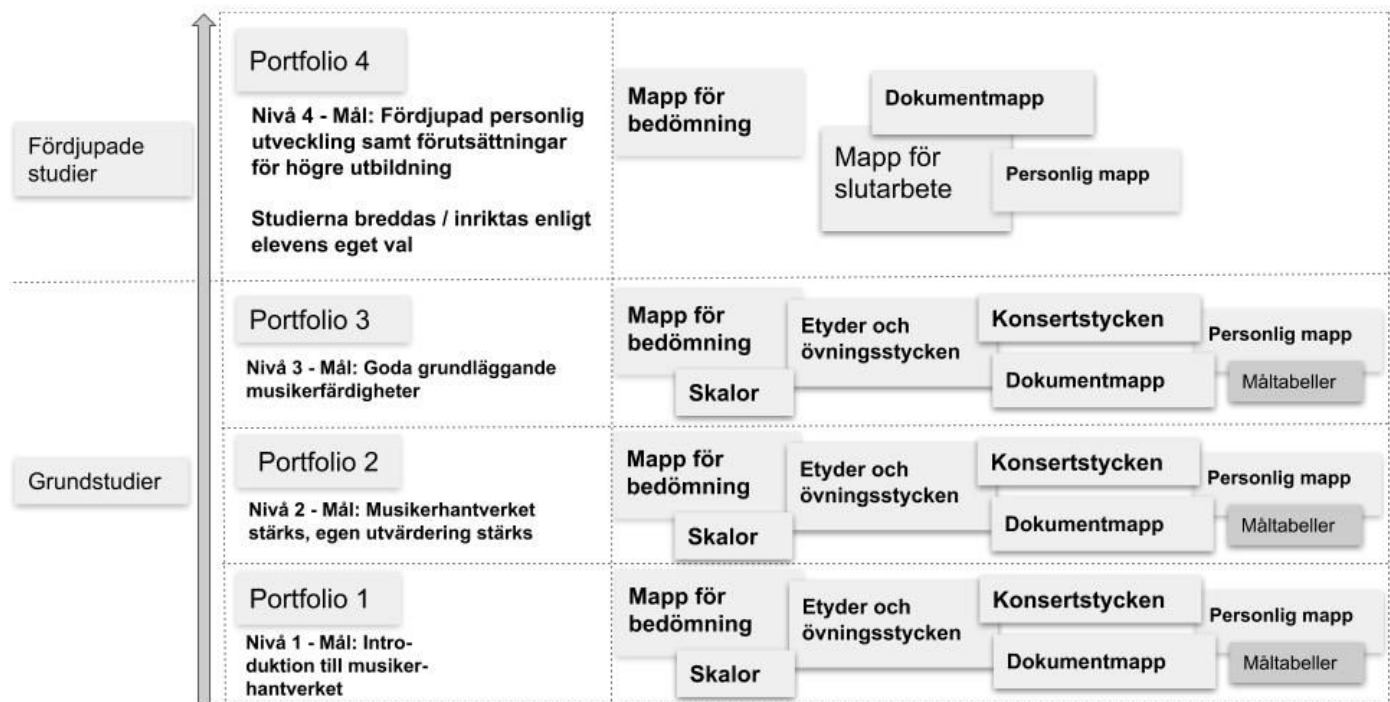 Portfolio 4
Nivå 4 - Mål: Fördjupad personlig
utveckling samt förutsättningar
för högre utbildning
Studierna breddas / inriktas enligt
elevens eget val
Fördjupade
studier
Mapp för
bedömning
Dokumentmapp
Mapp för
slutarbete
Personlig mapp
Portfolio 3
Nivå 3 - Mål: Goda grundläggande
musikerfärdigheter
Mapp för
bedömning
Skalor
Etyder och
övningsstycken
Konsertstycken
Dokumentmapp
Personlig mapp
Måltabeller
Grundstudier
Portfolio 2
Nivå 2 - Mål: Musikerhantverket
stärks, egen utvärdering stärks
Mapp för
bedömning
Skalor
Etyder och
övningsstycken
Konsertstycken
Dokumentmapp
Personlig mapp
Måltabeller
Portfolio 1
Nivå 1 - Mål: Intro-
duktion till musiker-
hantverket
Mapp för
bedömning
Skalor
Etyder och
övningsstycken
Konsertstycken
Dokumentmapp
Personlig mapp
Måltabeller